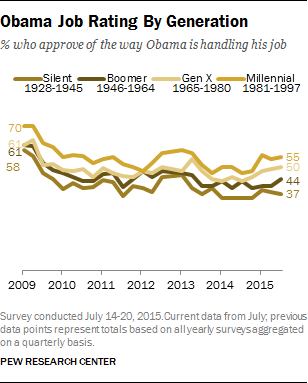 Obama Job Rating By Generation
% who approve of the way Obama is handling his job
Silent Boomer Gen X Millennial
1928-1945 1946-1964 1965-1980 1981-1997
70
61
61
58
55
50
44
37
2009 2010 2011 2012 2013 2014 2015
Survey conducted July 14-20, 2015.Current data from July; previous
data points represent totals based on all yearly surveys aggregated
on a quarterly basis.
PEW RESEARCH CENTER